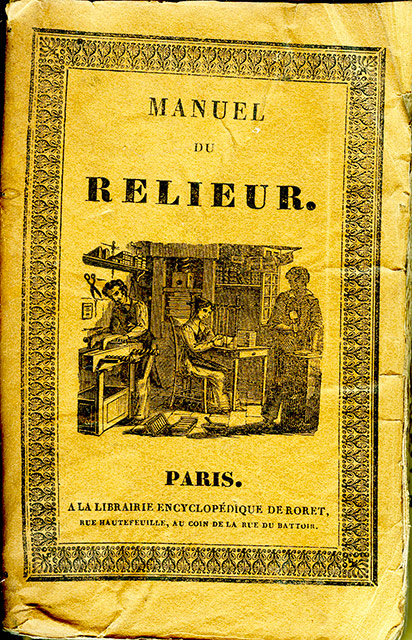 MANUEL
DU
RELIEUR.
PARIS.
A LA LIBRAIRIE ENCYCLOPÉDIQUE DE RORET,
RUE HAUTEFEUILLE, AU COIN DE LA RUE DU BATTOIR.